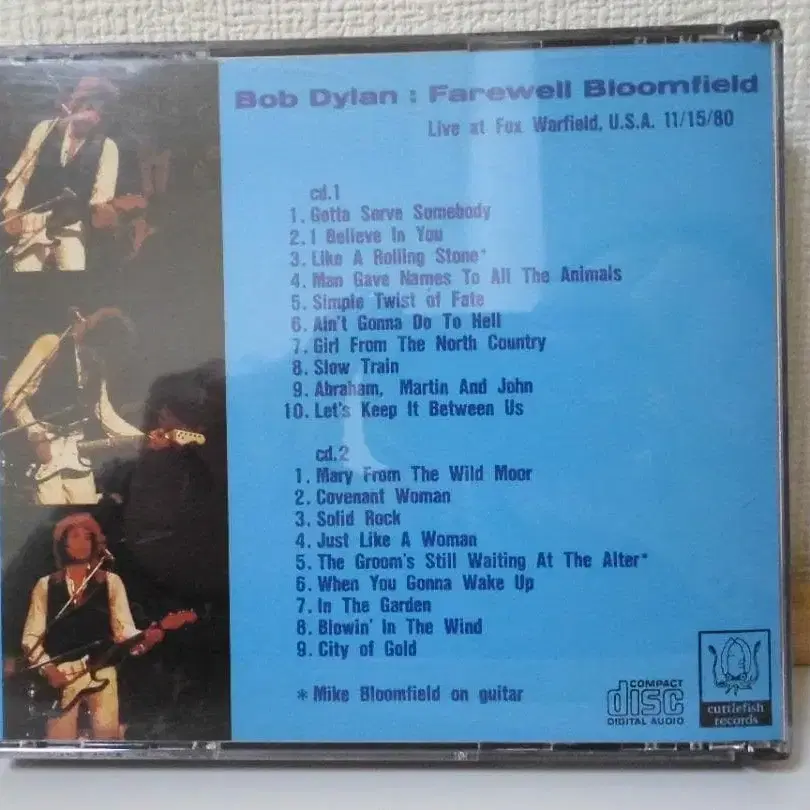 Bob Dylan : Farewell Bloomfield
Live at Fox Warfield, U.S.A. 11/15/80
cd.1
1. Gotta Serve Somebody
2. I Believe In You
3. Like A Rolling Stone*
4. Man Gave Names To All The Animals
5. Simple Twist of Fate
6. Ain't Gonna Do To Hell
7. Girl From The North Country
8. Slow Train
9. Abraham, Martin And John
10. Let's Keep It Between Us
cd.2
1. Mary From The Wild Moor
2. Covenant Woman
3. Solid Rock
4. Just Like A Woman
5. The Groom's Still Waiting At The Alter*
6. When You Gonna Wake Up
7. In The Garden
8. Blowin' In The Wind
9. City of Gold
* Mike Bloomfield on guitar
COMPACT
disc
DIGITAL AUDIO
cuttlefish
records